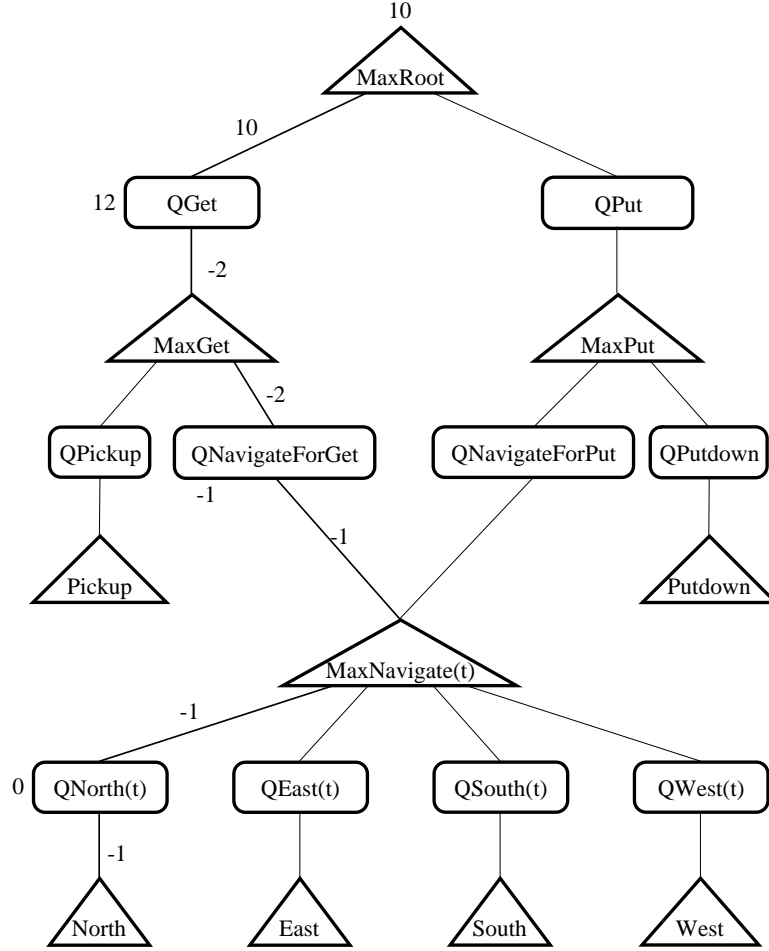 10
MaxRoot
10
12
QGet
QPut
-2
MaxGet
MaxPut
-2
QPickup
QNavigateForGet
QNavigateForPut
QPutdown
-1
-1
Pickup
Putdown
MaxNavigate(t)
-1
0
QNorth(t)
QEast(t)
QSouth(t)
QWest(t)
-1
North
East
South
West